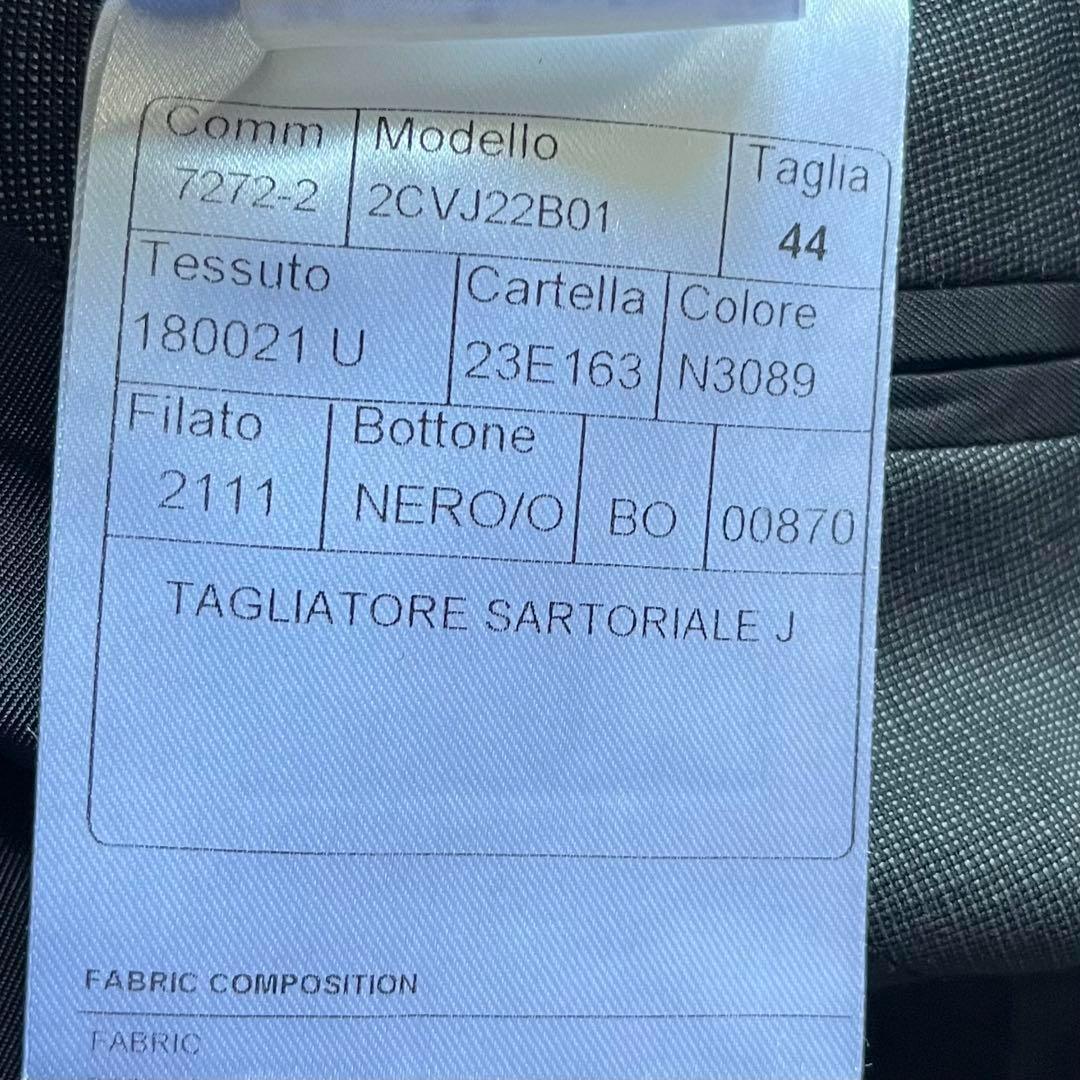 Comm Modello Taglia
7272-2 2CVJ22B01 44
Tessuto Cartella Colore
180021 U 23E163 N3089
Filato Bottone
2111 NERO/O BO 00870
TAGLIATORE SARTORIALE J
FABRIC COMPOSITION
FABRIC